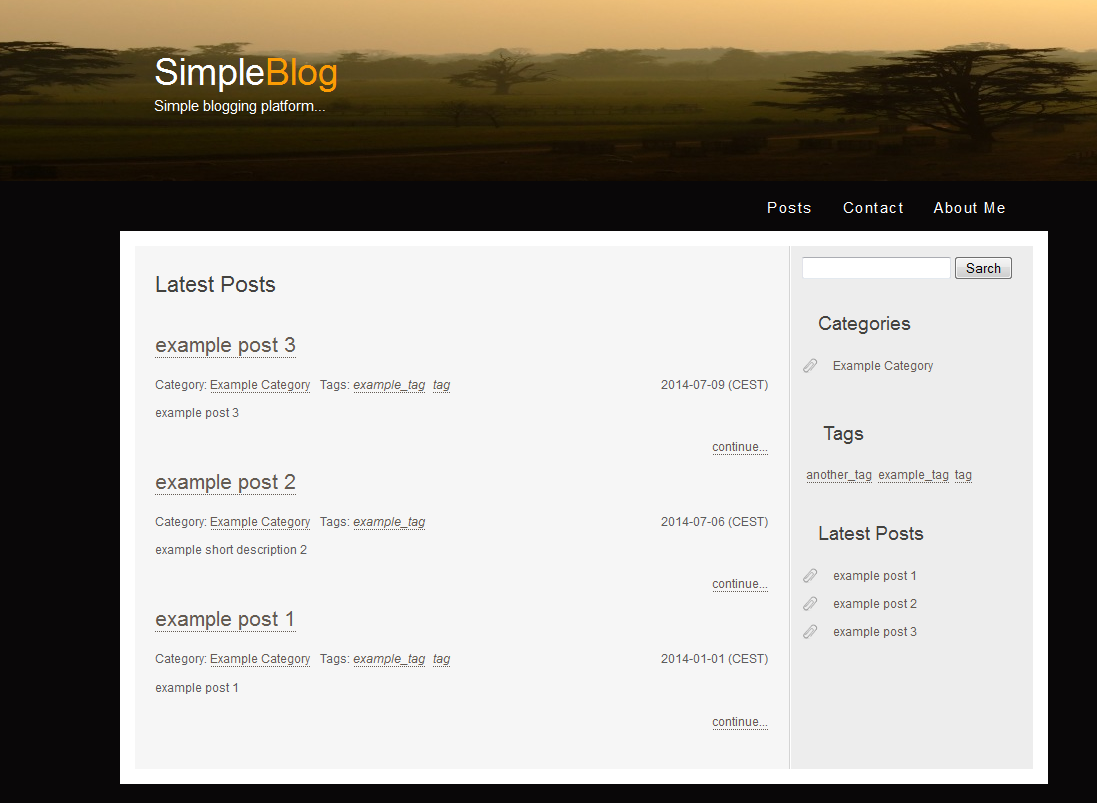 SimpleBlog
Simple blogging platform...
Posts Contact About Me
Latest Posts
example post 3
Category: Example Category Tags: example_tag tag 2014-07-09 (CEST)
example post 3
continue...
example post 2
Category: Example Category Tags: example_tag 2014-07-06 (CEST)
example short description 2
continue...
example post 1
Category: Example Category Tags: example_tag tag 2014-01-01 (CEST)
example post 1
continue...
Sarch
Categories
Example Category
Tags
another_tag example_tag tag
Latest Posts
example post 1
example post 2
example post 3